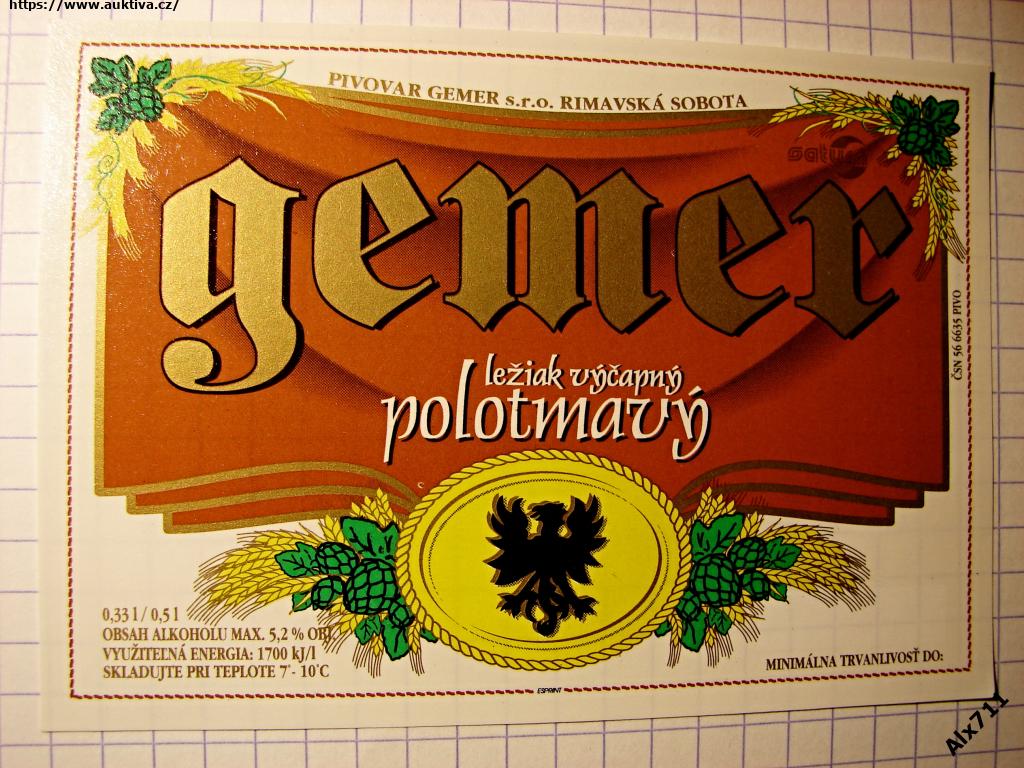 https://www.auktiva.cz/
PIVOVAR GEMER s.r.o. RIMAVSKÁ SOBOTA
saturn
gemer
ležiak výčapný
polotmavý
ČSN 56 6635 PIVO
0,33 l / 0,5 l
OBSAH ALKOHOLU MAX. 5,2 % OBJ.
VYUŽITEĽNÁ ENERGIA: 1700 kJ/l
SKLADUJTE PRI TEPLOTE 7°- 10°C
MINIMÁLNA TRVANLIVOSŤ DO:
ESPRINT
Alx711